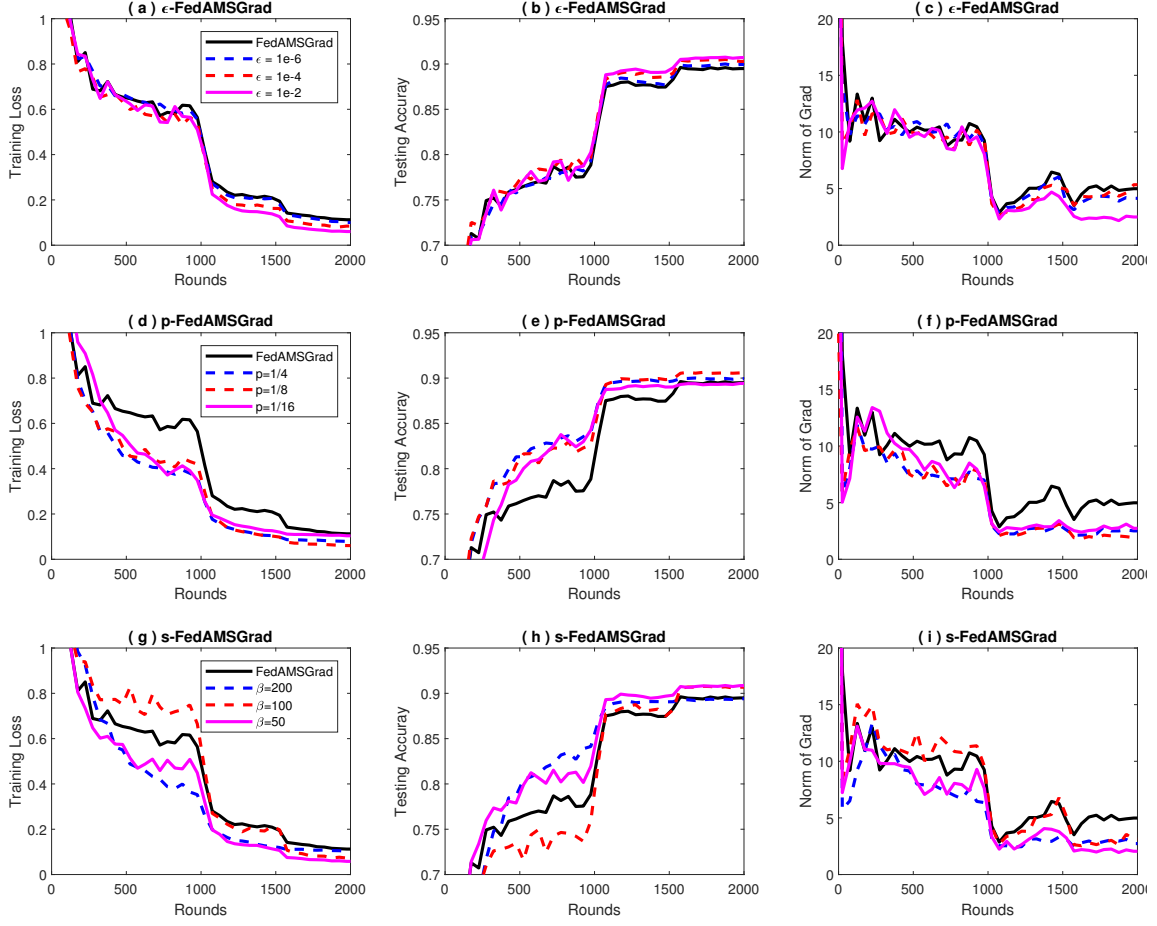 ( a ) ϵ-FedAMSGrad
Training Loss
1
0.8
0.6
0.4
0.2
0
FedAMSGrad
ϵ = 1e-6
ϵ = 1e-4
ϵ = 1e-2
0 500 1000 1500 2000
Rounds
( b ) ϵ-FedAMSGrad
Testing Accuray
0.95
0.9
0.85
0.8
0.75
0.7
0 500 1000 1500 2000
Rounds
( c ) ϵ-FedAMSGrad
Norm of Grad
20
15
10
5
0
0 500 1000 1500 2000
Rounds
( d ) p-FedAMSGrad
Training Loss
1
0.8
0.6
0.4
0.2
0
FedAMSGrad
p=1/4
p=1/8
p=1/16
0 500 1000 1500 2000
Rounds
( e ) p-FedAMSGrad
Testing Accuray
0.95
0.9
0.85
0.8
0.75
0.7
0 500 1000 1500 2000
Rounds
( f ) p-FedAMSGrad
Norm of Grad
20
15
10
5
0
0 500 1000 1500 2000
Rounds
( g ) s-FedAMSGrad
Training Loss
1
0.8
0.6
0.4
0.2
0
FedAMSGrad
β=200
β=100
β=50
0 500 1000 1500 2000
Rounds
( h ) s-FedAMSGrad
Testing Accuray
0.95
0.9
0.85
0.8
0.75
0.7
0 500 1000 1500 2000
Rounds
( i ) s-FedAMSGrad
Norm of Grad
20
15
10
5
0
0 500 1000 1500 2000
Rounds